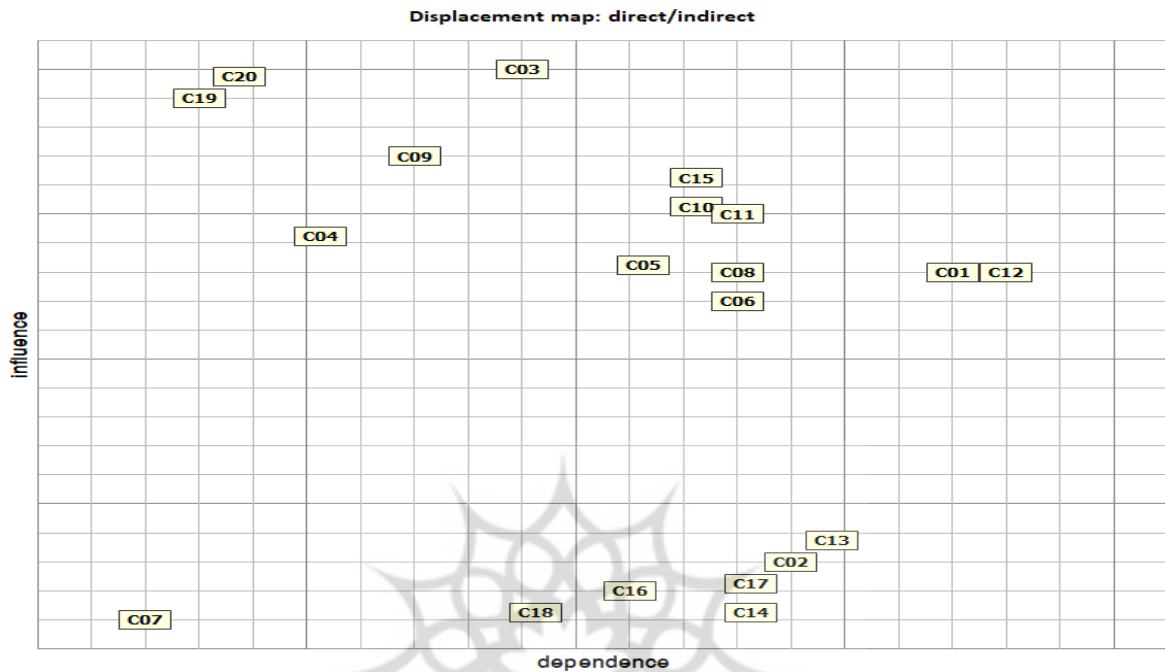 Displacement map: direct/indirect
C03
C20
C19
C09
C15
C10
C11
C04
C05
C08
C01
C12
C06
influence
C13
C02
C17
C16
C14
C18
C07
dependence